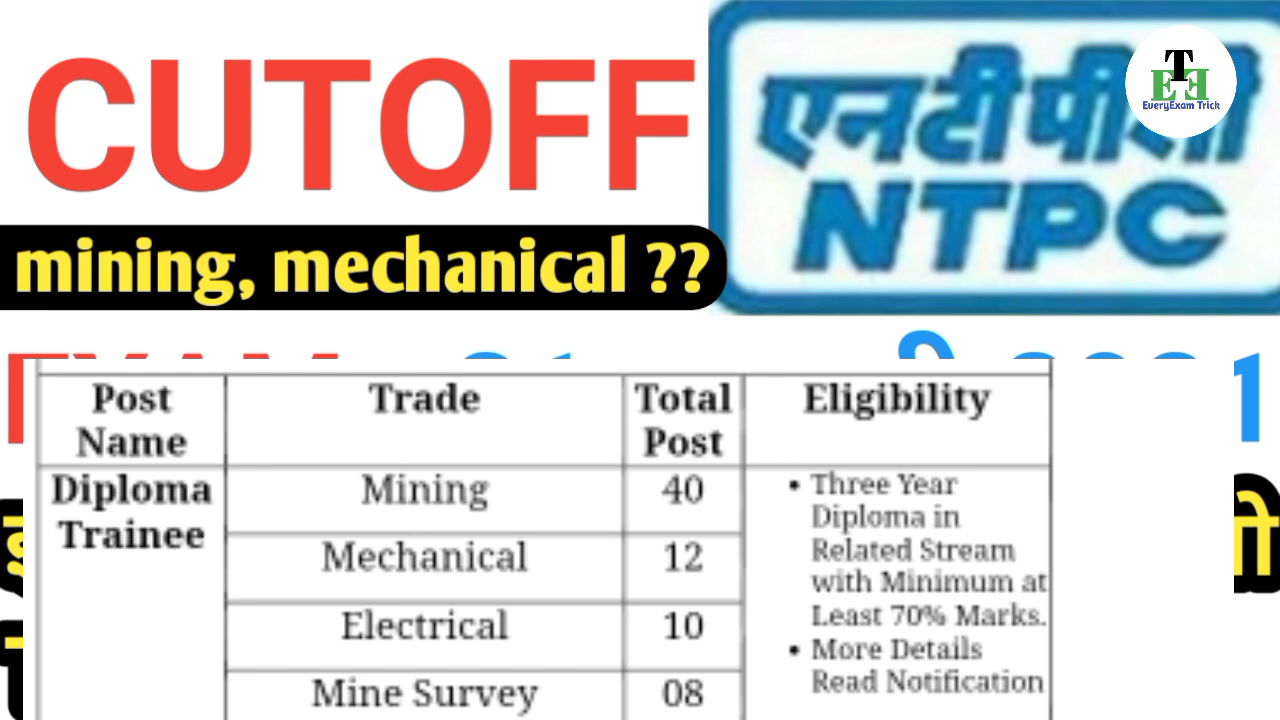 CUTOFF
एनटीपीसी
NTPC
TEE
EveryExam Trick
mining, mechanical ??
Post Name
Trade
Total Post
Eligibility
Diploma Trainee
Mining
40
Mechanical
12
Electrical
10
Mine Survey
08
• Three Year
Diploma in
Related Stream
with Minimum at
Least 70% Marks.
• More Details
Read Notification